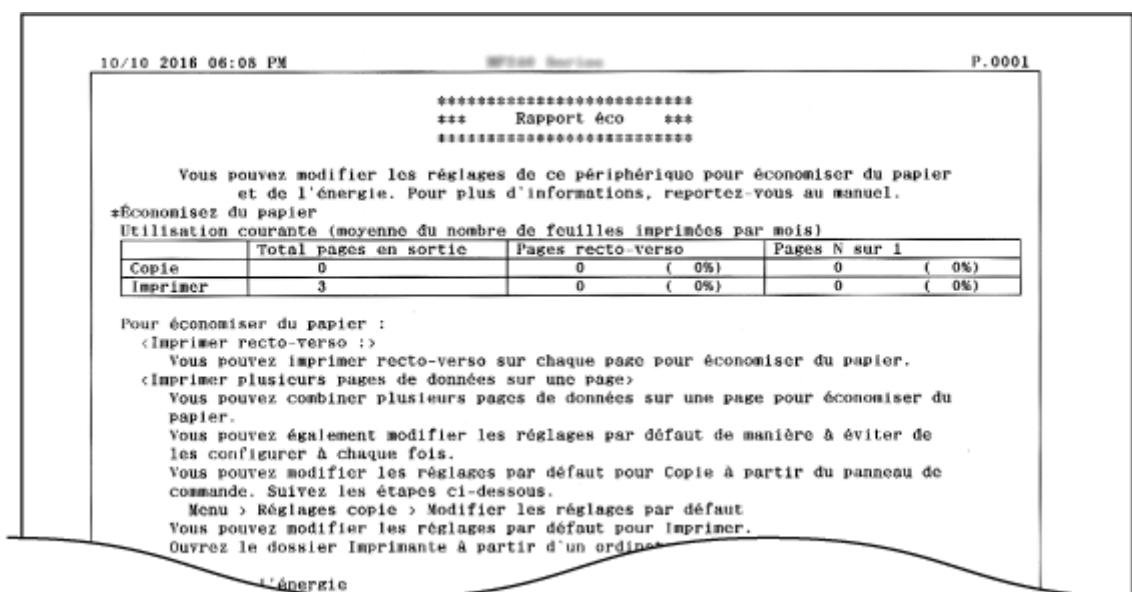 10/10 2016 06:08 PM P.0001
**************************
*** Rapport éco ***
**************************
Vous pouvez modifier les réglages de ce périphérique pour économiser du papier
et de l'énergie. Pour plus d'informations, reportez-vous au manuel.
*Économisez du papier
Utilisation courante (moyenne du nombre de feuilles imprimées par mois)
Total pages en sortie Pages recto-verso Pages N sur 1
Copie 0 0 ( 0%) 0 ( 0%)
Imprimer 3 0 ( 0%) 0 ( 0%)
Pour économiser du papier :
<Imprimer recto-verso :>
Vous pouvez imprimer recto-verso sur chaque page pour économiser du papier.
<Imprimer plusieurs pages de données sur une page>
Vous pouvez combiner plusieurs pages de données sur une page pour économiser du
papier.
Vous pouvez également modifier les réglages par défaut de manière à éviter de
les configurer à chaque fois.
Vous pouvez modifier les réglages par défaut pour Copie à partir du panneau de
commande. Suivez les étapes ci-dessous.
Menu > Réglages copie > Modifier les réglages par défaut
Vous pouvez modifier les réglages par défaut pour Imprimer.
Ouvrez le dossier Imprimante à partir d'un
l'énergie